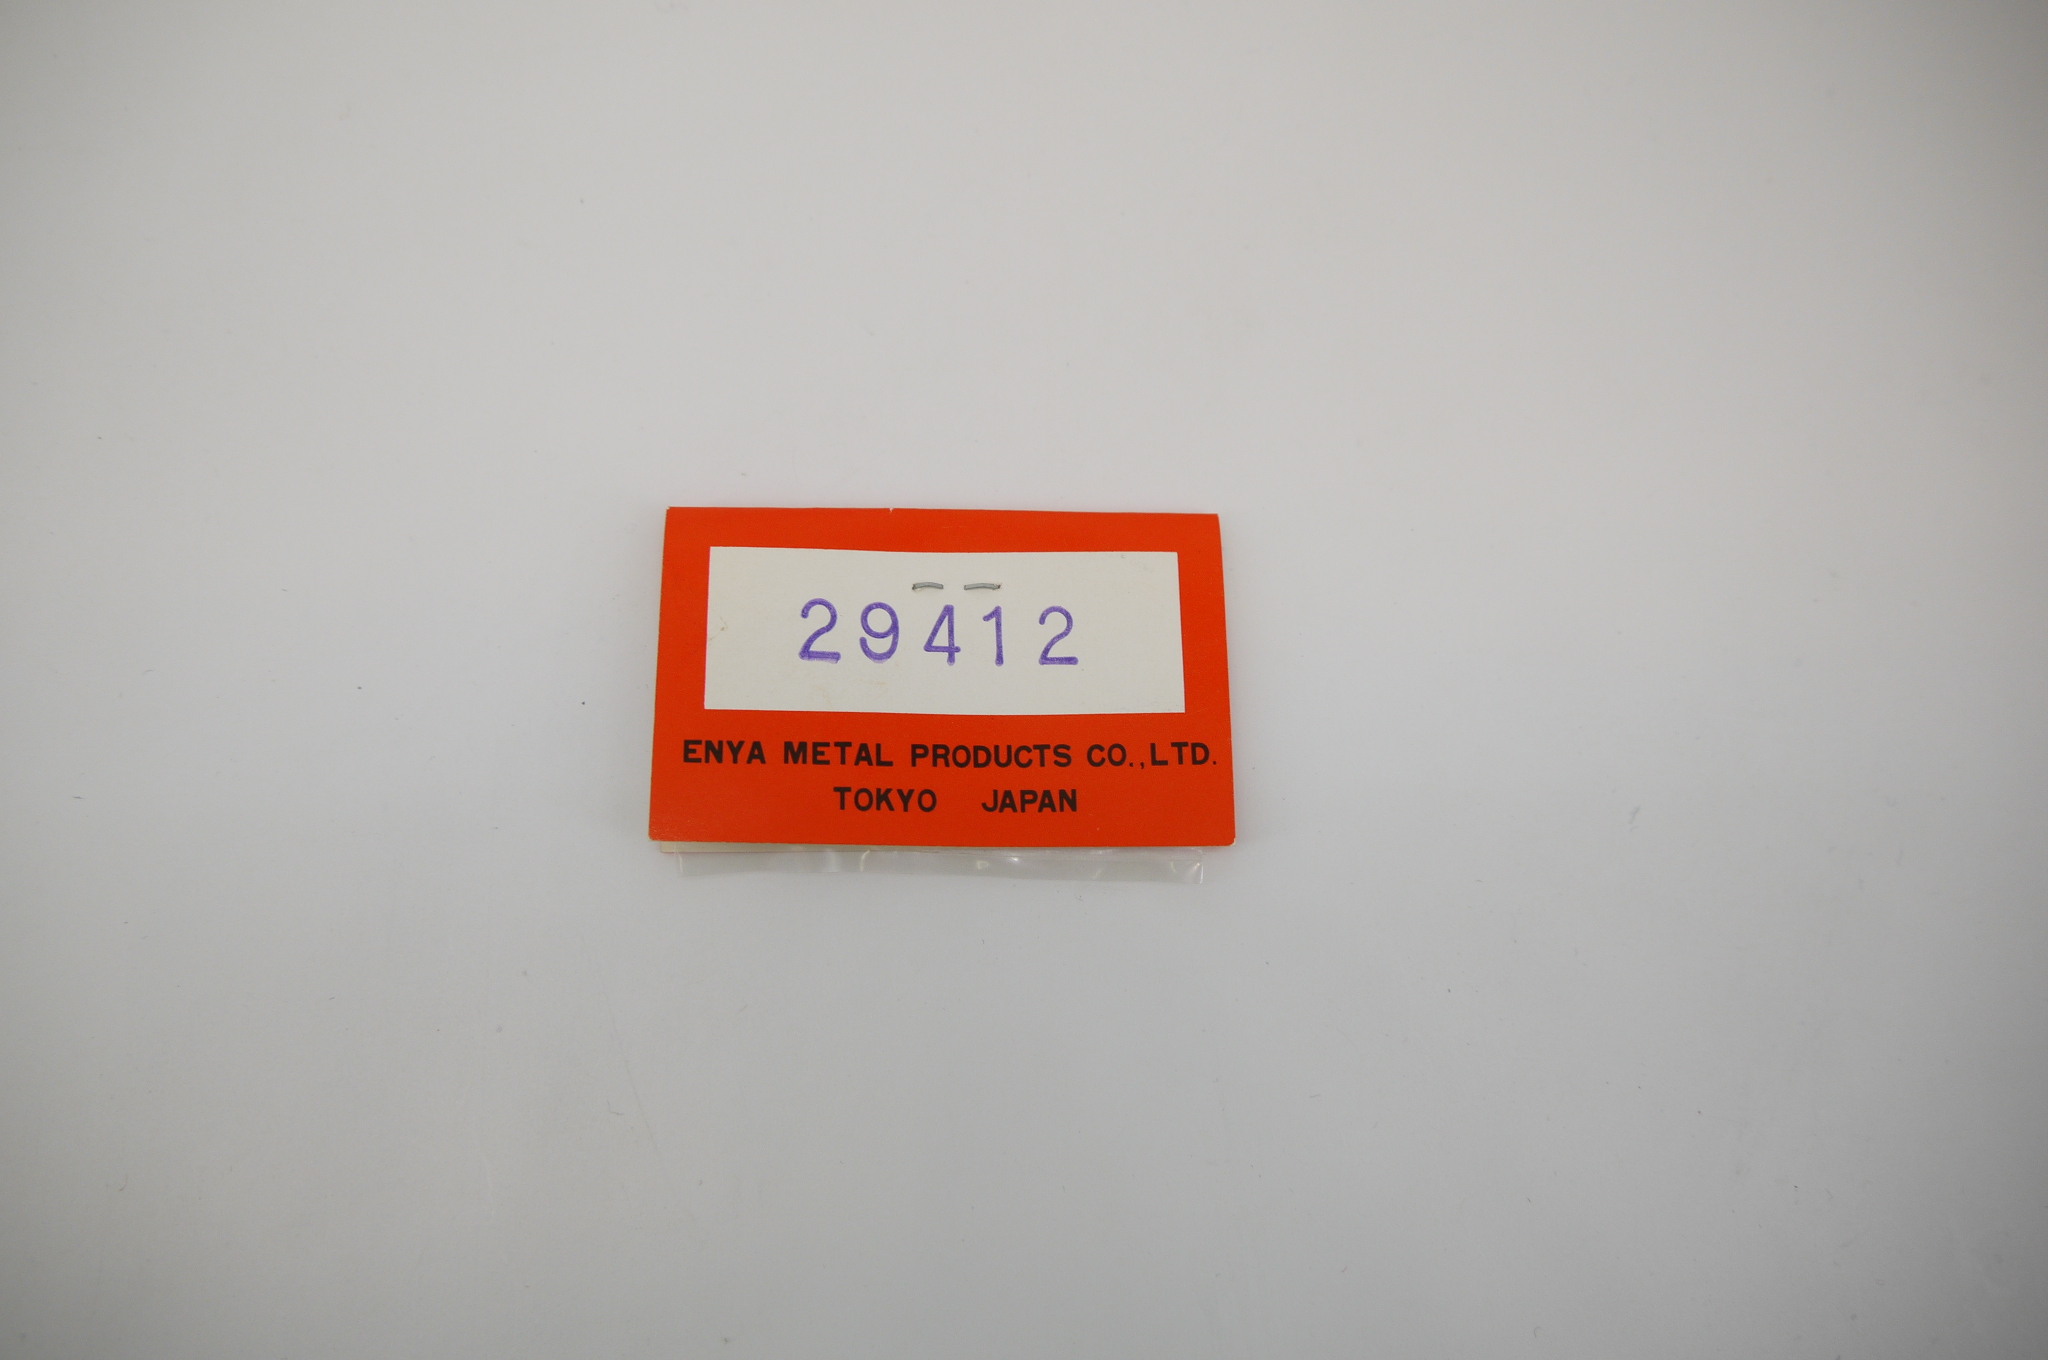 29412
ENYA METAL PRODUCTS CO.,LTD.
TOKYO JAPAN